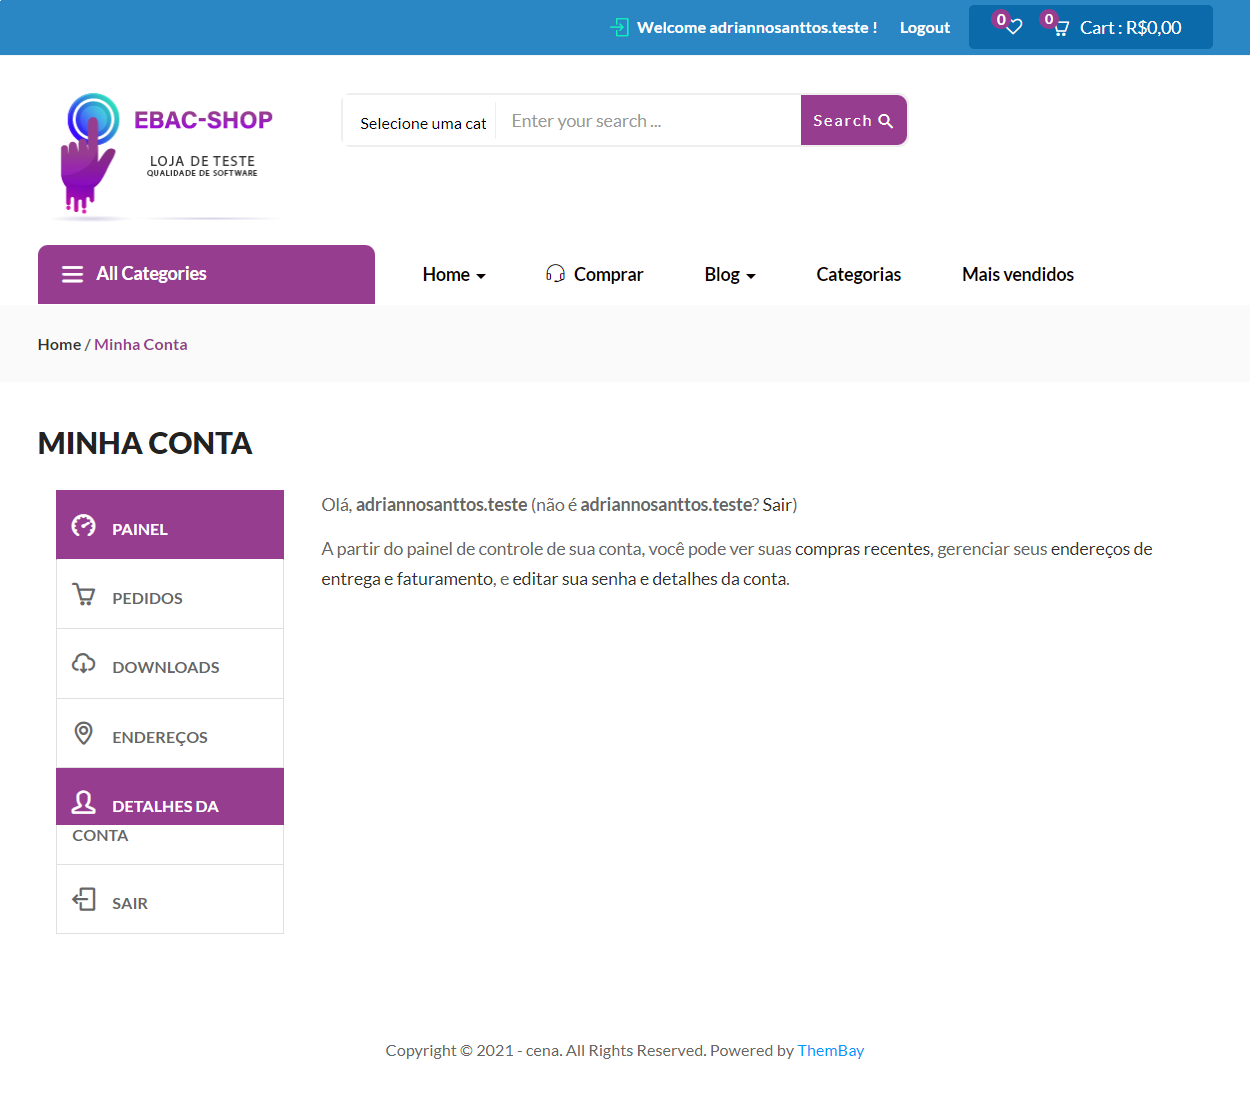 Welcome adriannosanttos.teste ! Logout 0 0 Cart : R$0,00
EBAC-SHOP
LOJA DE TESTE
QUALIDADE DE SOFTWARE
Selecione uma cat Enter your search ... Search
All Categories Home Comprar Blog Categorias Mais vendidos
Home / Minha Conta
MINHA CONTA
PAINEL
PEDIDOS
DOWNLOADS
ENDEREÇOS
DETALHES DA
CONTA
SAIR
Olá, adriannosanttos.teste (não é adriannosanttos.teste? Sair)
A partir do painel de controle de sua conta, você pode ver suas compras recentes, gerenciar seus endereços de
entrega e faturamento, e editar sua senha e detalhes da conta.
Copyright © 2021 - cena. All Rights Reserved. Powered by ThemBay